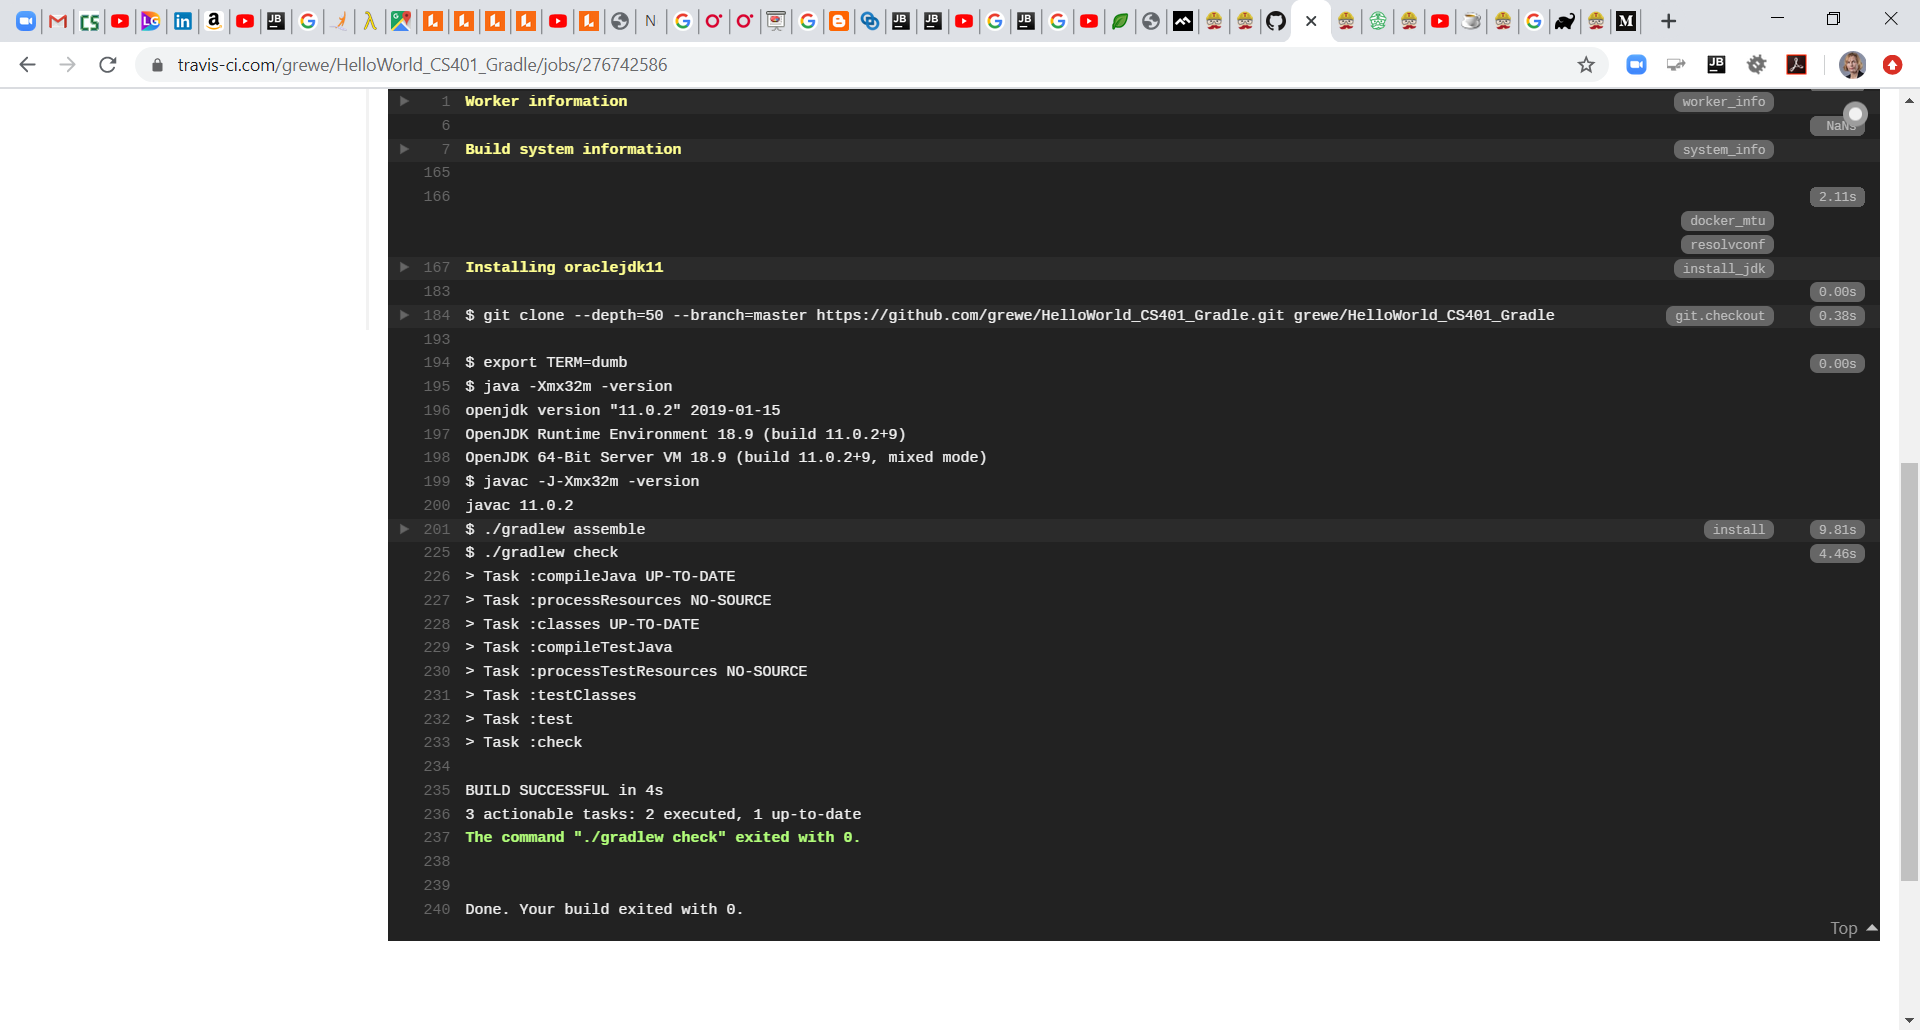 travis-ci.com/grewe/HelloWorld_CS401_Gradle/jobs/276742586
1 Worker information worker_info
6 NaNs
7 Build system information system_info
165
166 2.11s
docker_mtu
resolvconf
167 Installing oraclejdk11 install_jdk
183 0.00s
184 $ git clone --depth=50 --branch=master https://github.com/grewe/HelloWorld_CS401_Gradle.git grewe/HelloWorld_CS401_Gradle git.checkout 0.38s
193
194 $ export TERM=dumb 0.00s
195 $ java -Xmx32m -version
196 openjdk version "11.0.2" 2019-01-15
197 OpenJDK Runtime Environment 18.9 (build 11.0.2+9)
198 OpenJDK 64-Bit Server VM 18.9 (build 11.0.2+9, mixed mode)
199 $ javac -J-Xmx32m -version
200 javac 11.0.2
201 $ ./gradlew assemble install 9.81s
225 $ ./gradlew check 4.46s
226 > Task :compileJava UP-TO-DATE
227 > Task :processResources NO-SOURCE
228 > Task :classes UP-TO-DATE
229 > Task :compileTestJava
230 > Task :processTestResources NO-SOURCE
231 > Task :testClasses
232 > Task :test
233 > Task :check
234
235 BUILD SUCCESSFUL in 4s
236 3 actionable tasks: 2 executed, 1 up-to-date
237 The command "./gradlew check" exited with 0.
238
239
240 Done. Your build exited with 0.
Top